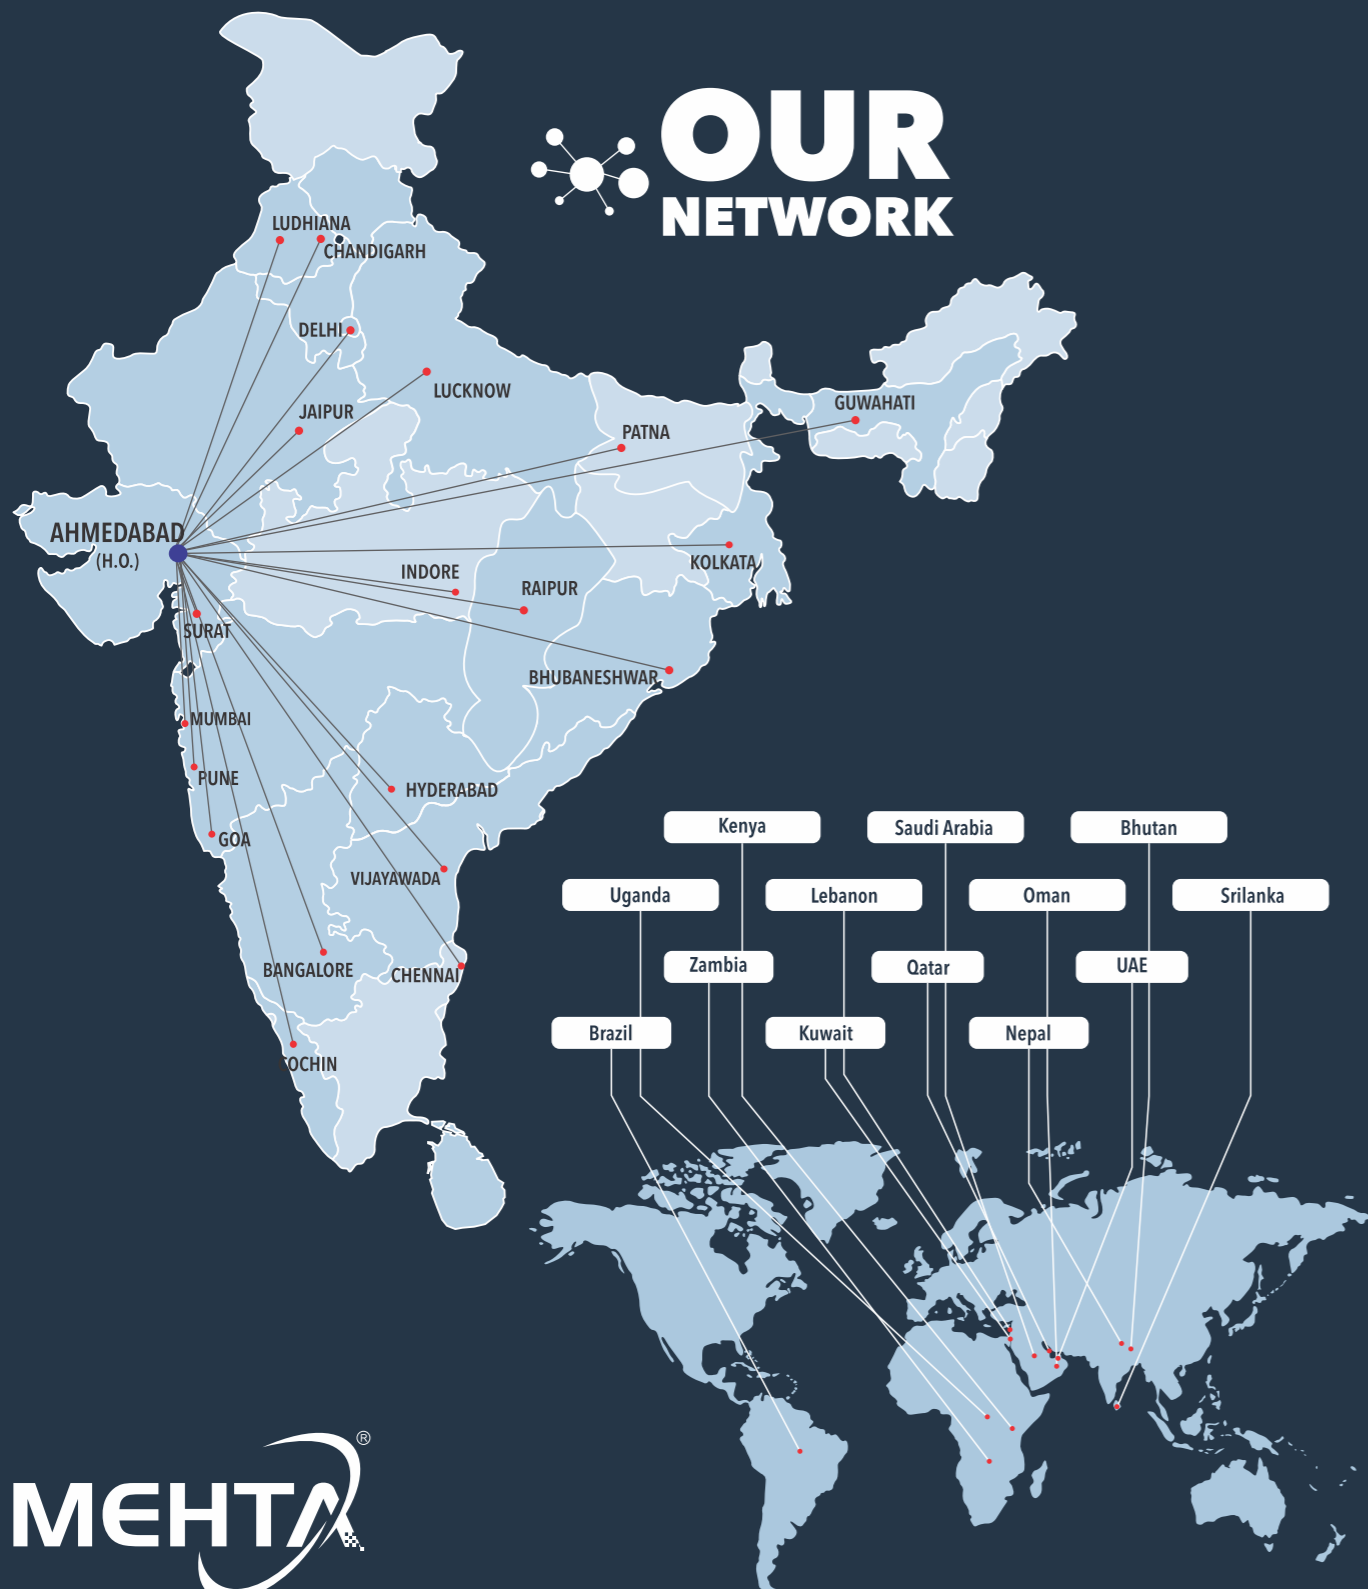 OUR
NETWORK
LUDHIANA
CHANDIGARH
DELHI
LUCKNOW
JAIPUR
GUWAHATI
PATNA
AHMEDABAD
(H.O.)
KOLKATA
INDORE
RAIPUR
SURAT
BHUBANESHWAR
MUMBAI
PUNE
HYDERABAD
GOA
VIJAYAWADA
BANGALORE
CHENNAI
COCHIN
Kenya
Saudi Arabia
Bhutan
Uganda
Lebanon
Oman
Srilanka
Zambia
Qatar
UAE
Brazil
Kuwait
Nepal
MEHTA®